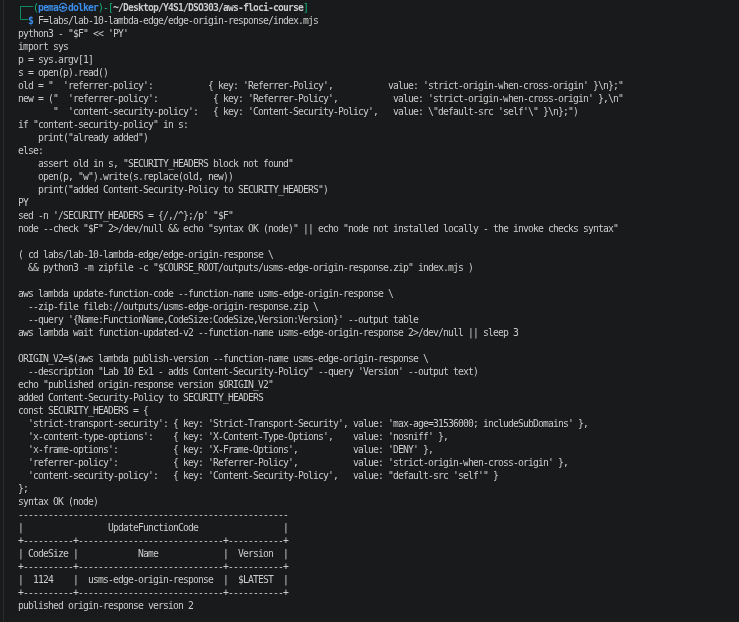 ┌──(pema㉿dolker)-[~/Desktop/Y4S1/DSO303/aws-floci-course]
└─$ F=labs/lab-10-lambda-edge/edge-origin-response/index.mjs
python3 - "$F" << 'PY'
import sys
p = sys.argv[1]
s = open(p).read()
old = "  'referrer-policy':           { key: 'Referrer-Policy',           value: 'strict-origin-when-cross-origin' }\n};"
new = ("  'referrer-policy':           { key: 'Referrer-Policy',           value: 'strict-origin-when-cross-origin' },\n"
       "  'content-security-policy':   { key: 'Content-Security-Policy',   value: \"default-src 'self'\" }\n};")
if "content-security-policy" in s:
    print("already added")
else:
    assert old in s, "SECURITY_HEADERS block not found"
    open(p, "w").write(s.replace(old, new))
    print("added Content-Security-Policy to SECURITY_HEADERS")
PY
sed -n '/SECURITY_HEADERS = {/,/^};/p' "$F"
node --check "$F" 2>/dev/null && echo "syntax OK (node)" || echo "node not installed locally - the invoke checks syntax"

( cd labs/lab-10-lambda-edge/edge-origin-response \
  && python3 -m zipfile -c "$COURSE_ROOT/outputs/usms-edge-origin-response.zip" index.mjs )

aws lambda update-function-code --function-name usms-edge-origin-response \
  --zip-file fileb://outputs/usms-edge-origin-response.zip \
  --query '{Name:FunctionName,CodeSize:CodeSize,Version:Version}' --output table
aws lambda wait function-updated-v2 --function-name usms-edge-origin-response 2>/dev/null || sleep 3

ORIGIN_V2=$(aws lambda publish-version --function-name usms-edge-origin-response \
  --description "Lab 10 Ex1 - adds Content-Security-Policy" --query 'Version' --output text)
echo "published origin-response version $ORIGIN_V2"
added Content-Security-Policy to SECURITY_HEADERS
const SECURITY_HEADERS = {
  'strict-transport-security': { key: 'Strict-Transport-Security', value: 'max-age=31536000; includeSubDomains' },
  'x-content-type-options':    { key: 'X-Content-Type-Options',    value: 'nosniff' },
  'x-frame-options':           { key: 'X-Frame-Options',           value: 'DENY' },
  'referrer-policy':           { key: 'Referrer-Policy',           value: 'strict-origin-when-cross-origin' },
  'content-security-policy':   { key: 'Content-Security-Policy',   value: "default-src 'self'" }
};
syntax OK (node)
------------------------------------------------------
|                 UpdateFunctionCode                 |
+----------+-----------------------------+-----------+
| CodeSize |            Name             |  Version  |
+----------+-----------------------------+-----------+
|  1124    |  usms-edge-origin-response  |  $LATEST  |
+----------+-----------------------------+-----------+
published origin-response version 2